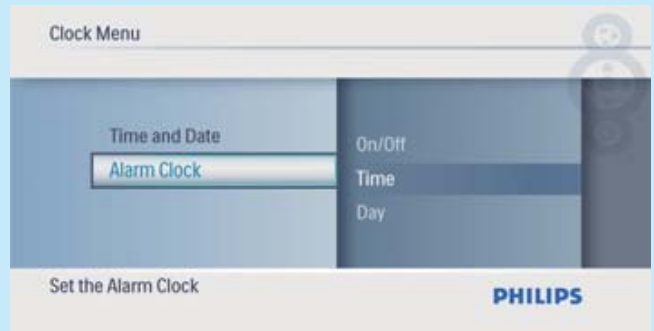 Clock Menu
Time and Date
Alarm Clock
On/Off
Time
Day
Set the Alarm Clock
PHILIPS